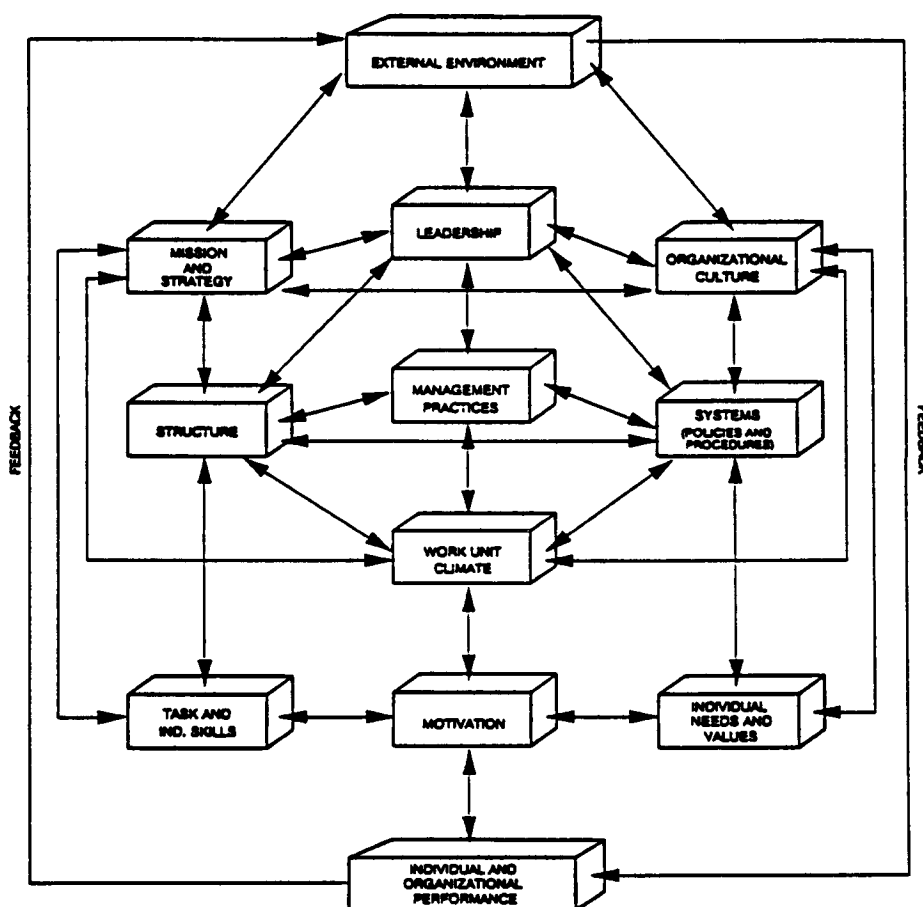 EXTERNAL ENVIRONMENT
LEADERSHIP
MISSION
AND
STRATEGY
ORGANIZATIONAL
CULTURE
MANAGEMENT
PRACTICES
STRUCTURE
SYSTEMS
(POLICIES AND
PROCEDURES)
FEEDBACK
WORK UNIT
CLIMATE
TASK AND
IND. SKILLS
MOTIVATION
INDIVIDUAL
NEEDS AND
VALUES
INDIVIDUAL AND
ORGANIZATIONAL
PERFORMANCE